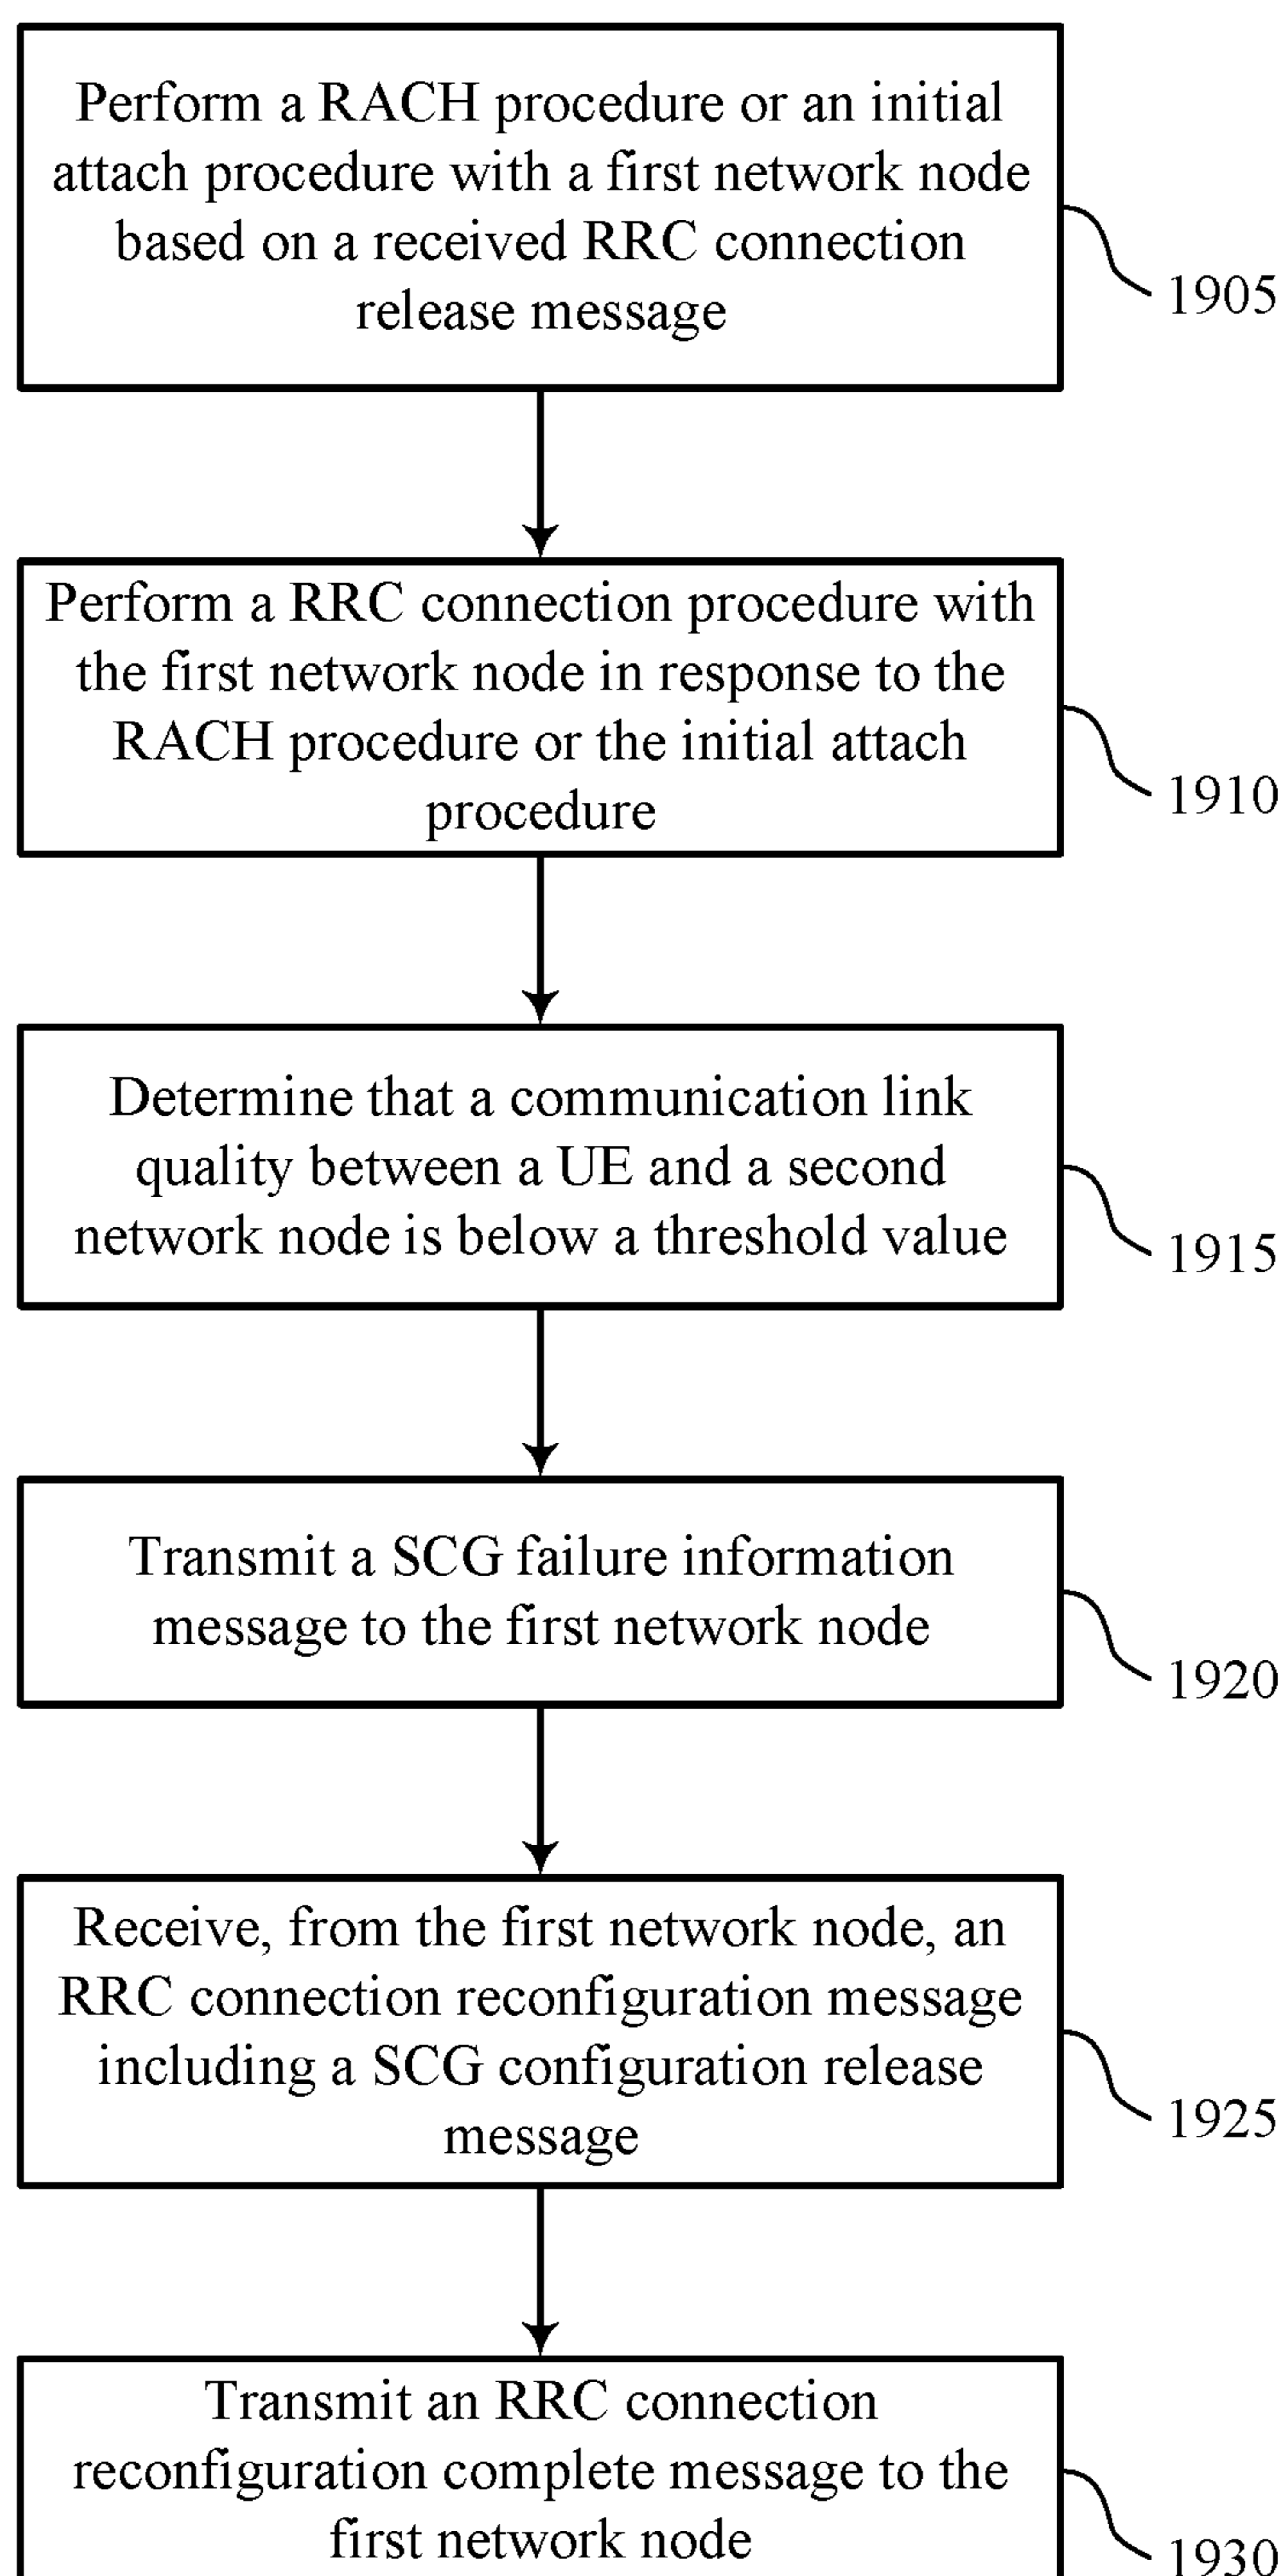 Perform a RACH procedure or an initial
attach procedure with a first network node
based on a received RRC connection
release message
1905
Perform a RRC connection procedure with
the first network node in response to the
RACH procedure or the initial attach
procedure
1910
Determine that a communication link
quality between a UE and a second
network node is below a threshold value
1915
Transmit a SCG failure information
message to the first network node
1920
Receive, from the first network node, an
RRC connection reconfiguration message
including a SCG configuration release
message
1925
Transmit an RRC connection
reconfiguration complete message to the
first network node
1930